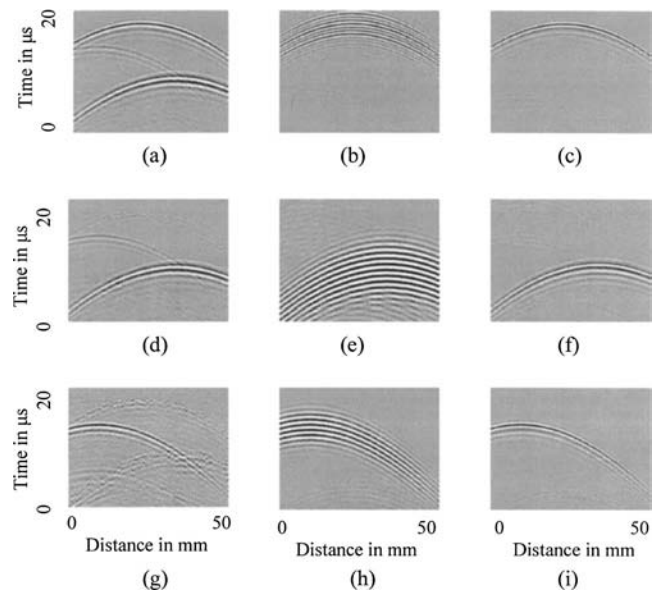 Time in µs
20
0
(a)
(b)
(c)
Time in µs
20
0
(d)
(e)
(f)
Time in µs
20
0
0
50
0
50
0
50
Distance in mm
Distance in mm
Distance in mm
(g)
(h)
(i)